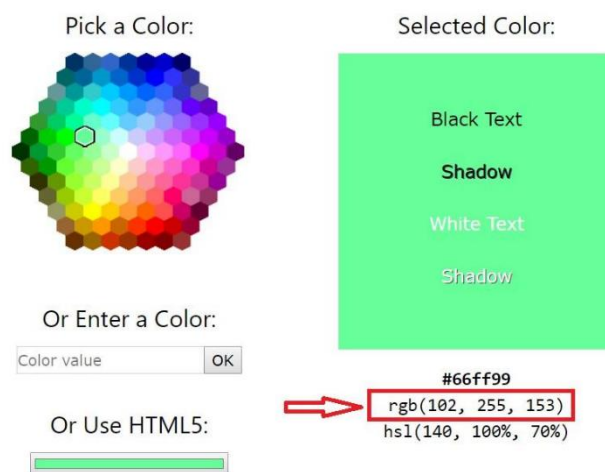 Pick a Color:
Selected Color:
Black Text
Shadow
White Text
Shadow
Or Enter a Color:
Color value OK
#66ff99
rgb(102, 255, 153)
hsl(140, 100%, 70%)
Or Use HTML5: